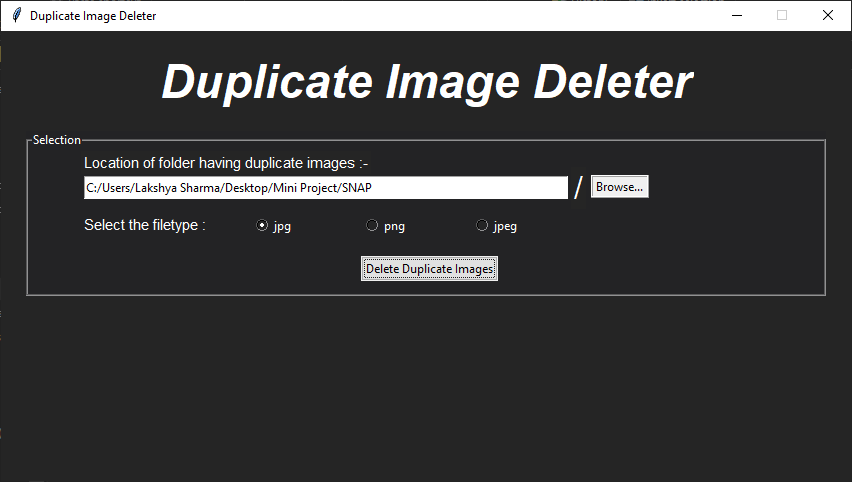 Duplicate Image Deleter
Duplicate Image Deleter
Selection
Location of folder having duplicate images :-
C:/Users/Lakshya Sharma/Desktop/Mini Project/SNAP / Browse...
Select the filetype : jpg png jpeg
Delete Duplicate Images